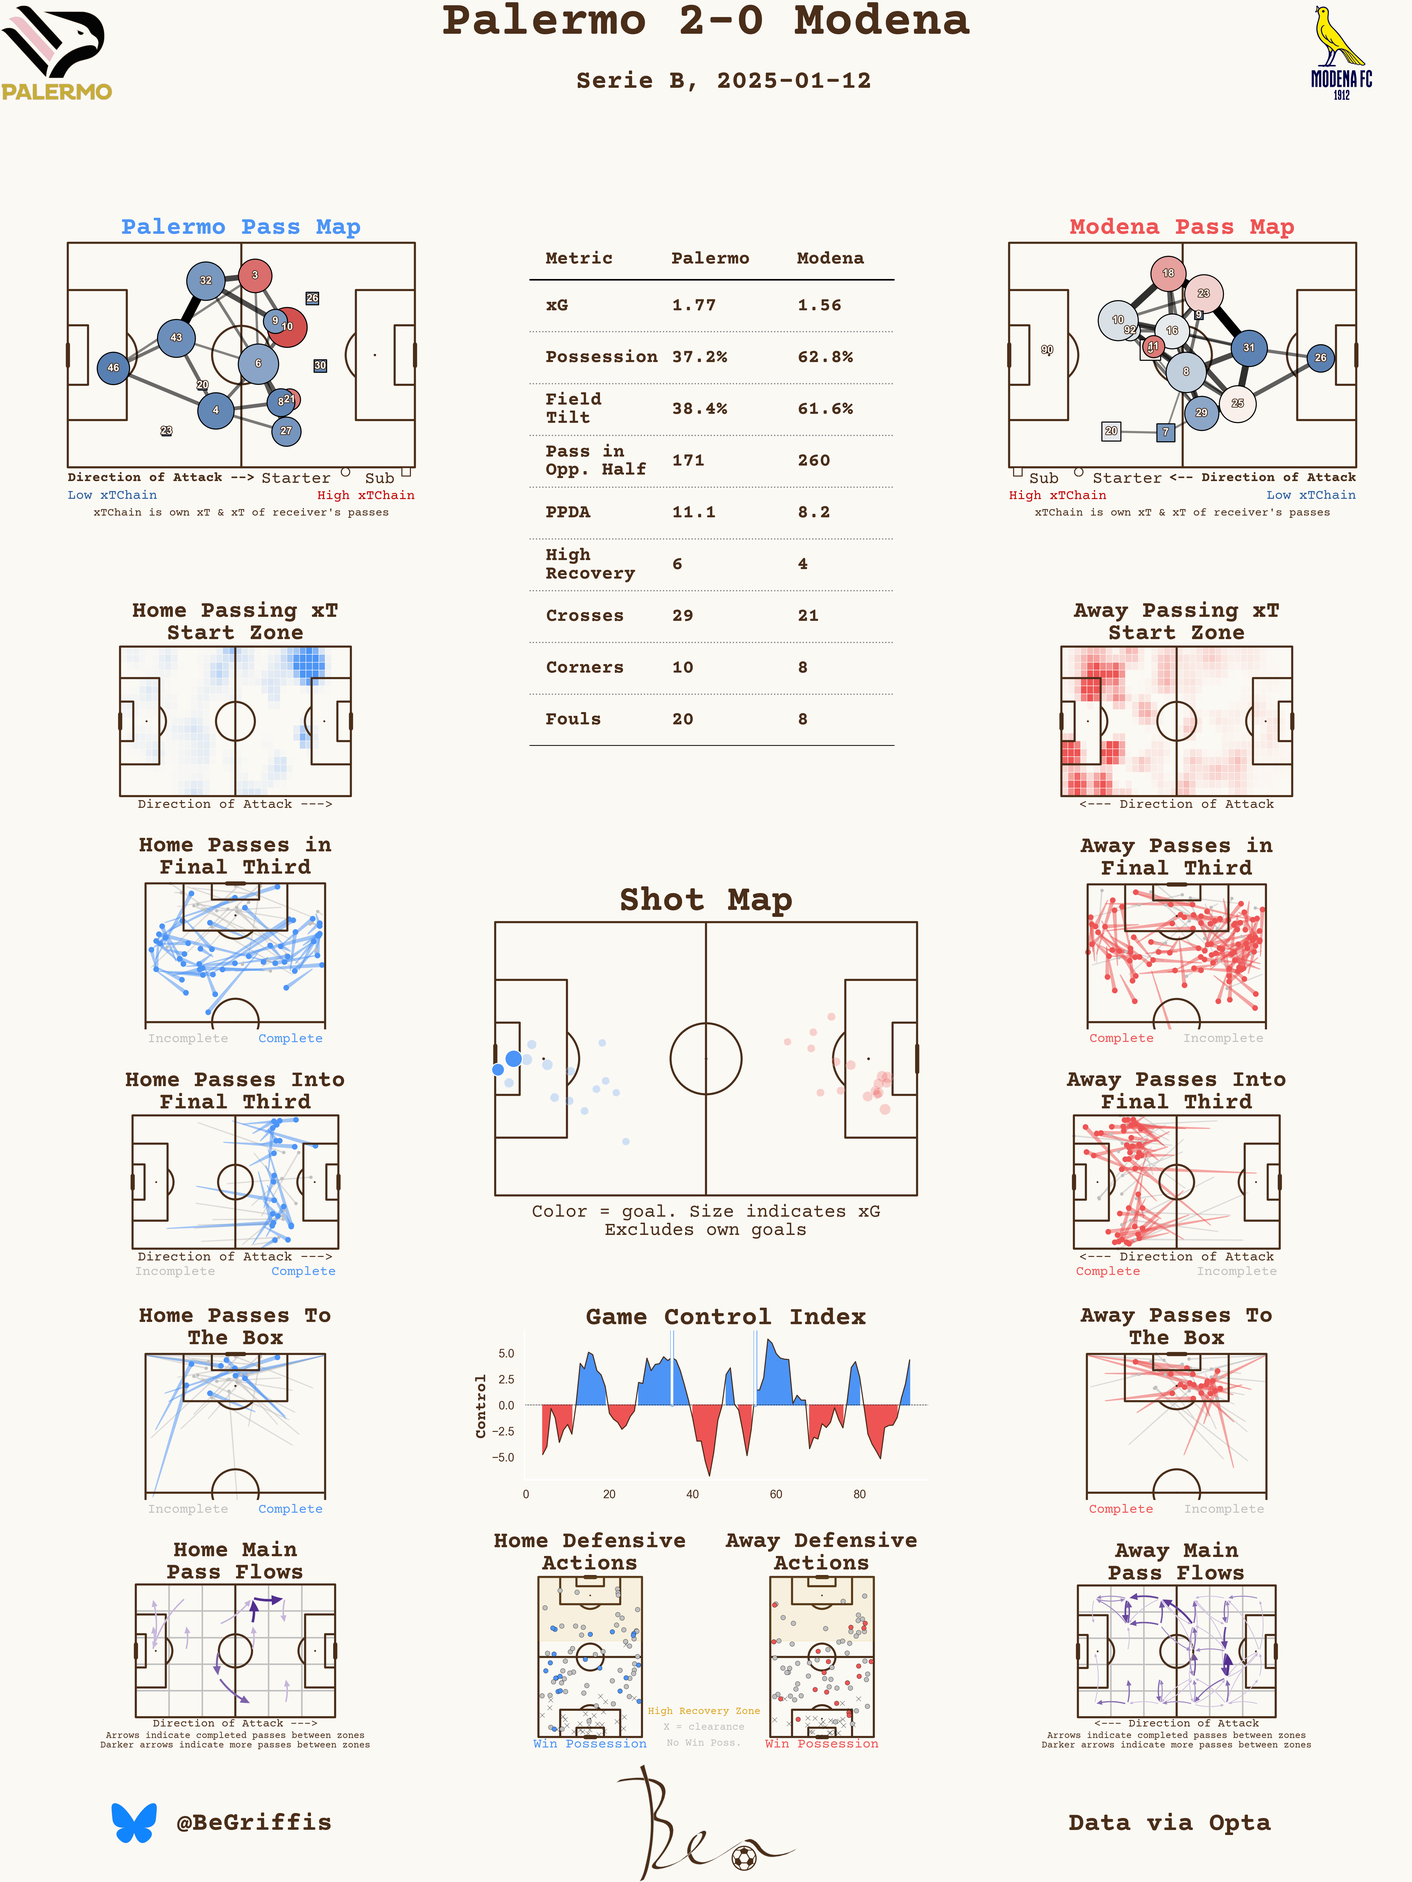 Palermo 2-0 Modena
Serie B, 2025-01-12
PALERMO
MODENA FC
1912
Palermo Pass Map
32
3
26
9
10
43
6
46
30
20
4
8
21
23
27
Direction of Attack --> Starter Sub
Low xTChain High xTChain
xTChain is own xT & xT of receiver's passes
Metric Palermo Modena
xG 1.77 1.56
Possession 37.2% 62.8%
Field
Tilt 38.4% 61.6%
Pass in
Opp. Half 171 260
PPDA 11.1 8.2
High
Recovery 6 4
Crosses 29 21
Corners 10 8
Fouls 20 8
Modena Pass Map
18
23
9
10
92
16
11
90
31
26
8
25
29
20
7
Sub Starter <-- Direction of Attack
High xTChain Low xTChain
xTChain is own xT & xT of receiver's passes
Home Passing xT
Start Zone
Direction of Attack --->
Away Passing xT
Start Zone
<--- Direction of Attack
Home Passes in
Final Third
Incomplete Complete
Away Passes in
Final Third
Complete Incomplete
Shot Map
Color = goal. Size indicates xG
Excludes own goals
Home Passes Into
Final Third
Direction of Attack --->
Incomplete Complete
Away Passes Into
Final Third
<--- Direction of Attack
Complete Incomplete
Home Passes To
The Box
Incomplete Complete
Game Control Index
Control
5.0
2.5
0.0
−2.5
−5.0
0 20 40 60 80
Away Passes To
The Box
Complete Incomplete
Home Main
Pass Flows
Direction of Attack --->
Arrows indicate completed passes between zones
Darker arrows indicate more passes between zones
Home Defensive
Actions
Win Possession
Away Defensive
Actions
Win Possession
High Recovery Zone
X = clearance
No Win Poss.
Away Main
Pass Flows
<--- Direction of Attack
Arrows indicate completed passes between zones
Darker arrows indicate more passes between zones
@BeGriffis
Ben
Data via Opta